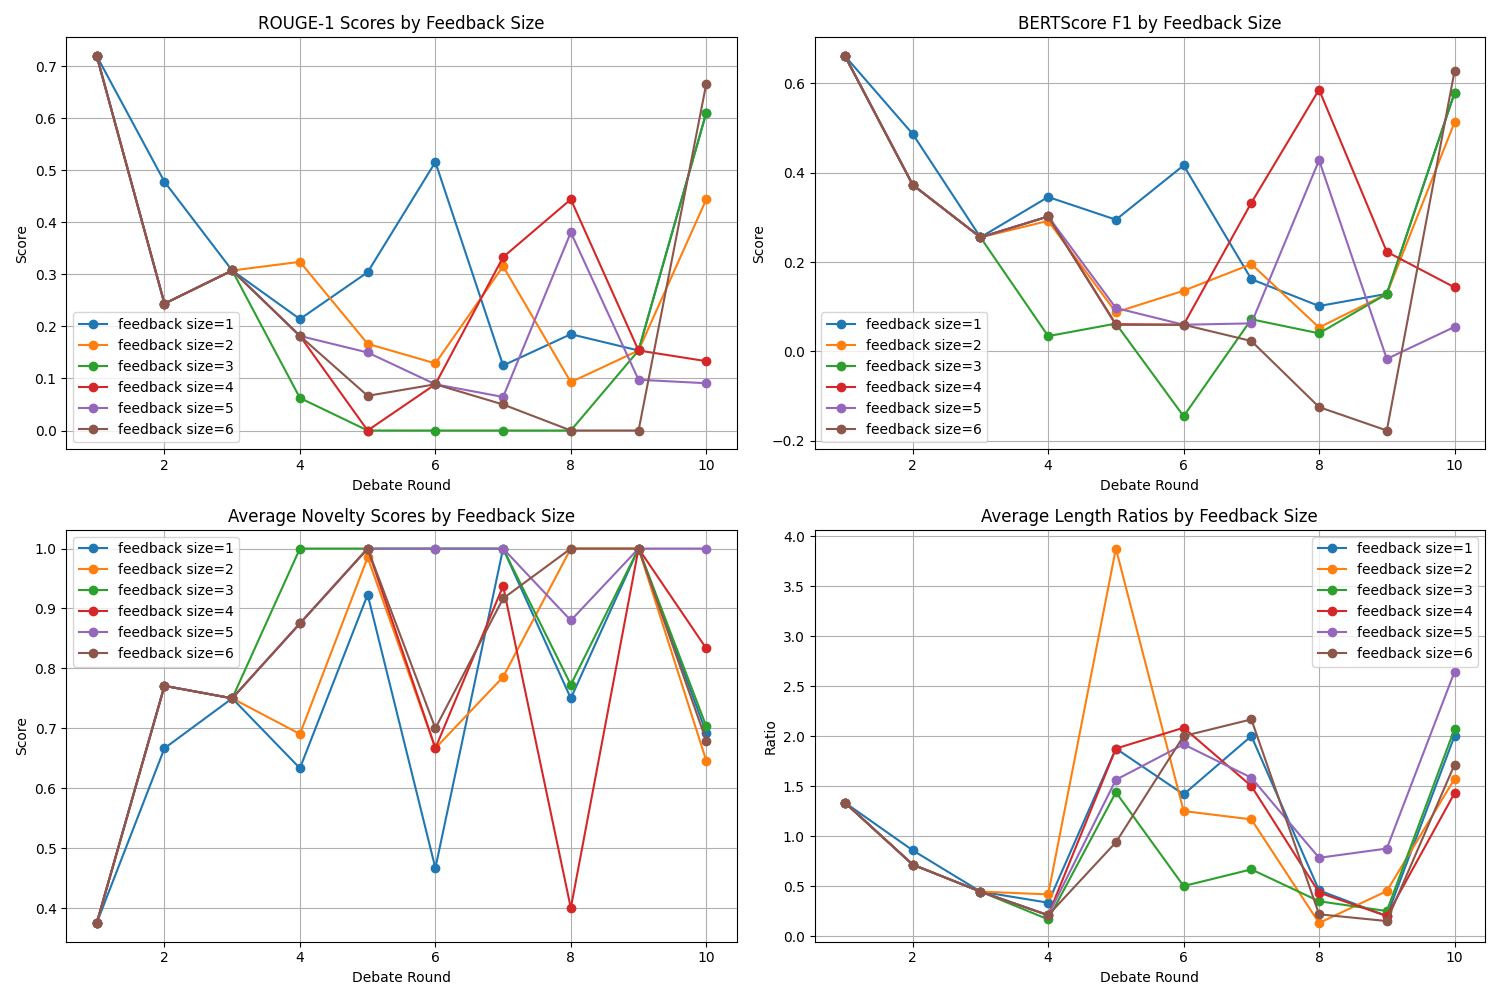 ROUGE-1 Scores by Feedback Size
0.7
0.6
0.5
0.4
0.3
0.2
0.1
0.0
Score
feedback size=1
feedback size=2
feedback size=3
feedback size=4
feedback size=5
feedback size=6
2 4 6 8 10
Debate Round
BERTScore F1 by Feedback Size
0.6
0.4
0.2
0.0
−0.2
Score
feedback size=1
feedback size=2
feedback size=3
feedback size=4
feedback size=5
feedback size=6
2 4 6 8 10
Debate Round
Average Novelty Scores by Feedback Size
1.0
0.9
0.8
0.7
0.6
0.5
0.4
Score
feedback size=1
feedback size=2
feedback size=3
feedback size=4
feedback size=5
feedback size=6
2 4 6 8 10
Debate Round
Average Length Ratios by Feedback Size
4.0
3.5
3.0
2.5
2.0
1.5
1.0
0.5
0.0
Ratio
feedback size=1
feedback size=2
feedback size=3
feedback size=4
feedback size=5
feedback size=6
2 4 6 8 10
Debate Round